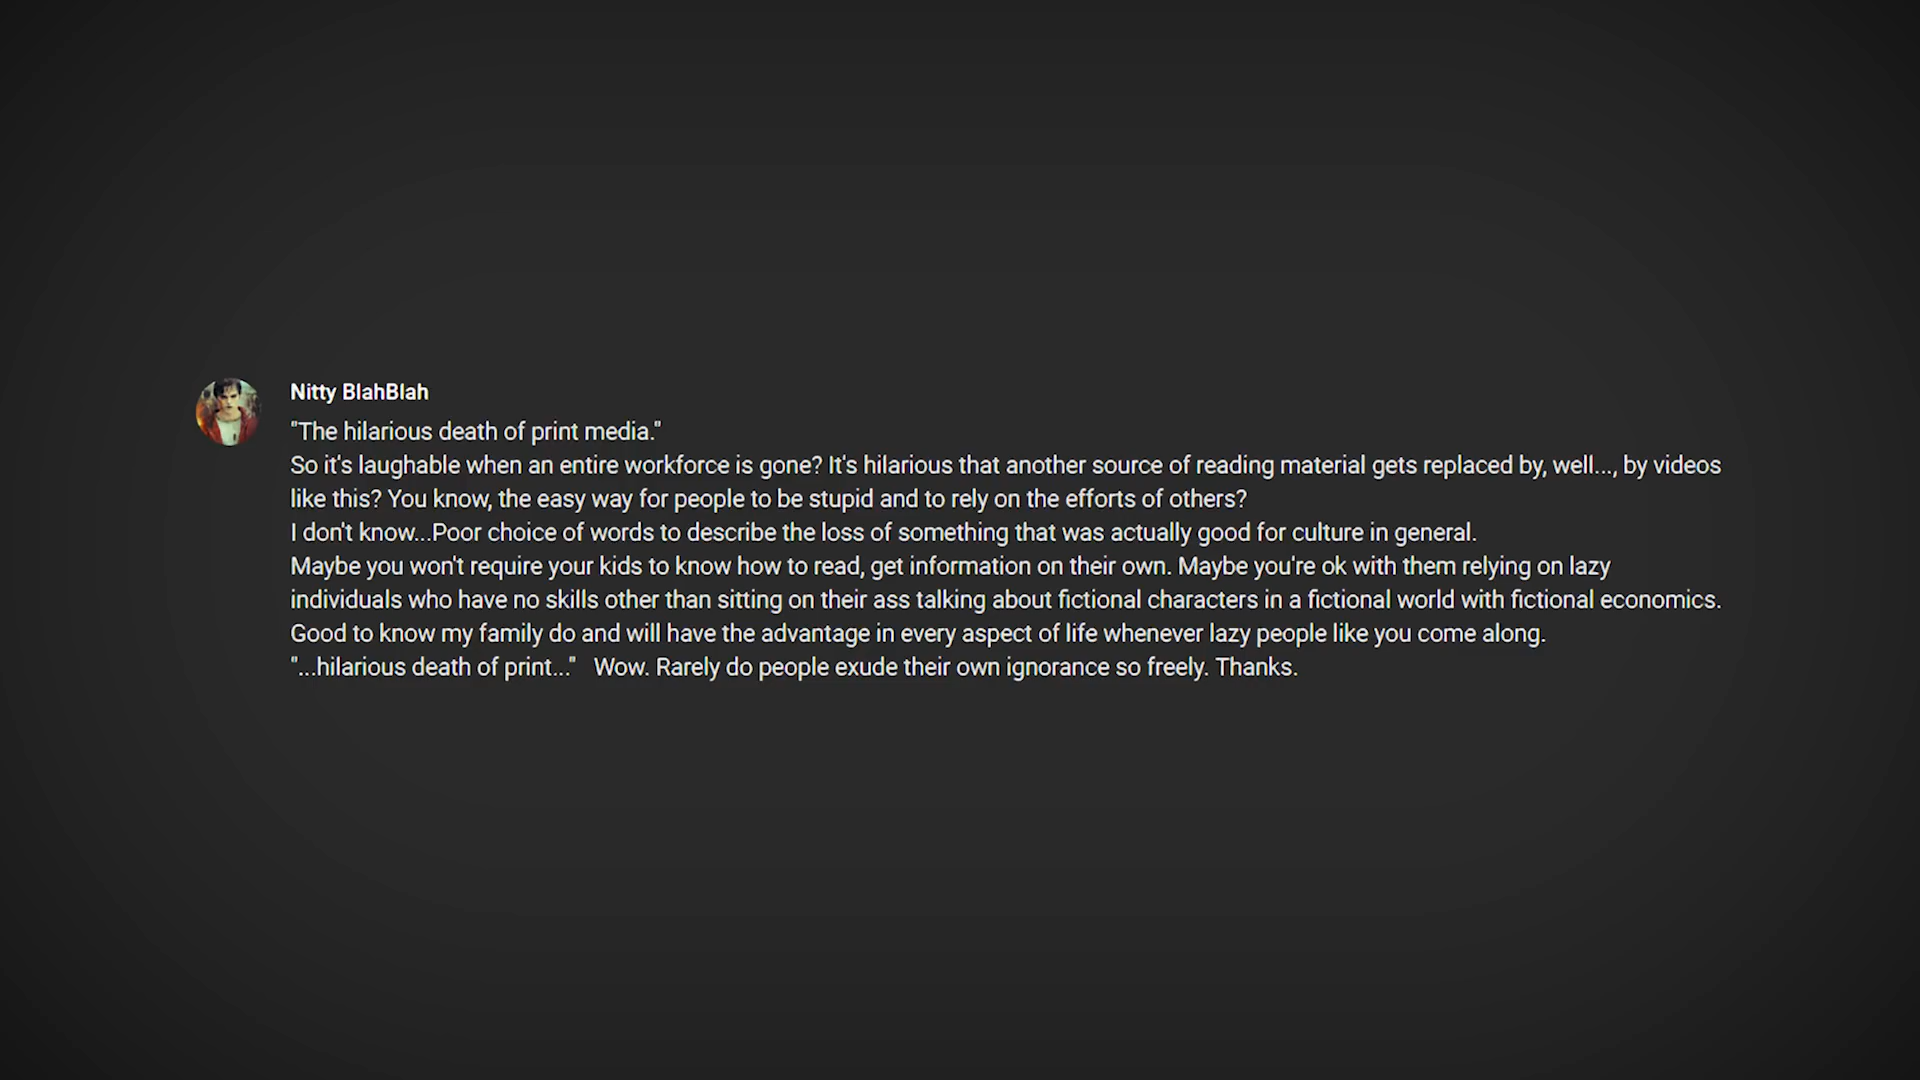 Nitty BlahBlah
"The hilarious death of print media."
So it's laughable when an entire workforce is gone? It's hilarious that another source of reading material gets replaced by, well..., by videos
like this? You know, the easy way for people to be stupid and to rely on the efforts of others?
I don't know...Poor choice of words to describe the loss of something that was actually good for culture in general.
Maybe you won't require your kids to know how to read, get information on their own. Maybe you're ok with them relying on lazy
individuals who have no skills other than sitting on their ass talking about fictional characters in a fictional world with fictional economics.
Good to know my family do and will have the advantage in every aspect of life whenever lazy people like you come along.
"...hilarious death of print..."   Wow. Rarely do people exude their own ignorance so freely. Thanks.